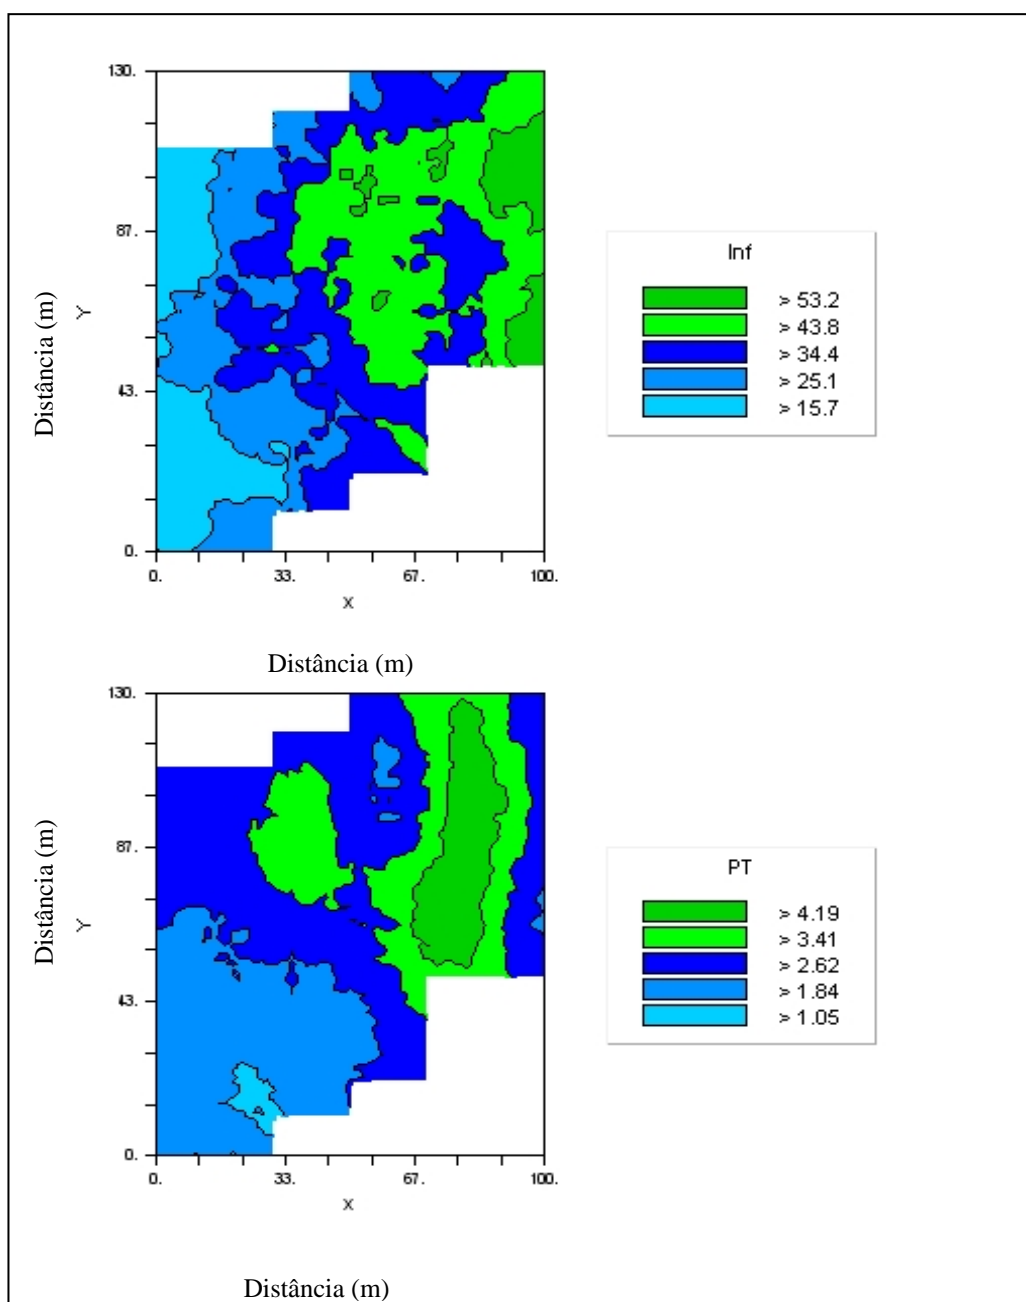 130.
87.
43.
0.
Distância (m)
Y
0.
33.
67.
100.
X
Distância (m)
Inf
> 53.2
> 43.8
> 34.4
> 25.1
> 15.7
130.
87.
43.
0.
Distância (m)
Y
0.
33.
67.
100.
X
Distância (m)
PT
> 4.19
> 3.41
> 2.62
> 1.84
> 1.05